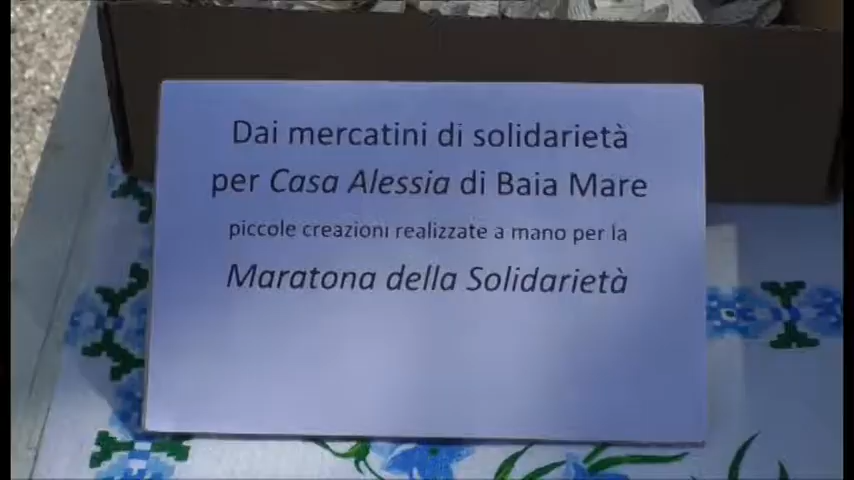 Dai mercatini di solidarietà
per Casa Alessia di Baia Mare
piccole creazioni realizzate a mano per la
Maratona della Solidarietà